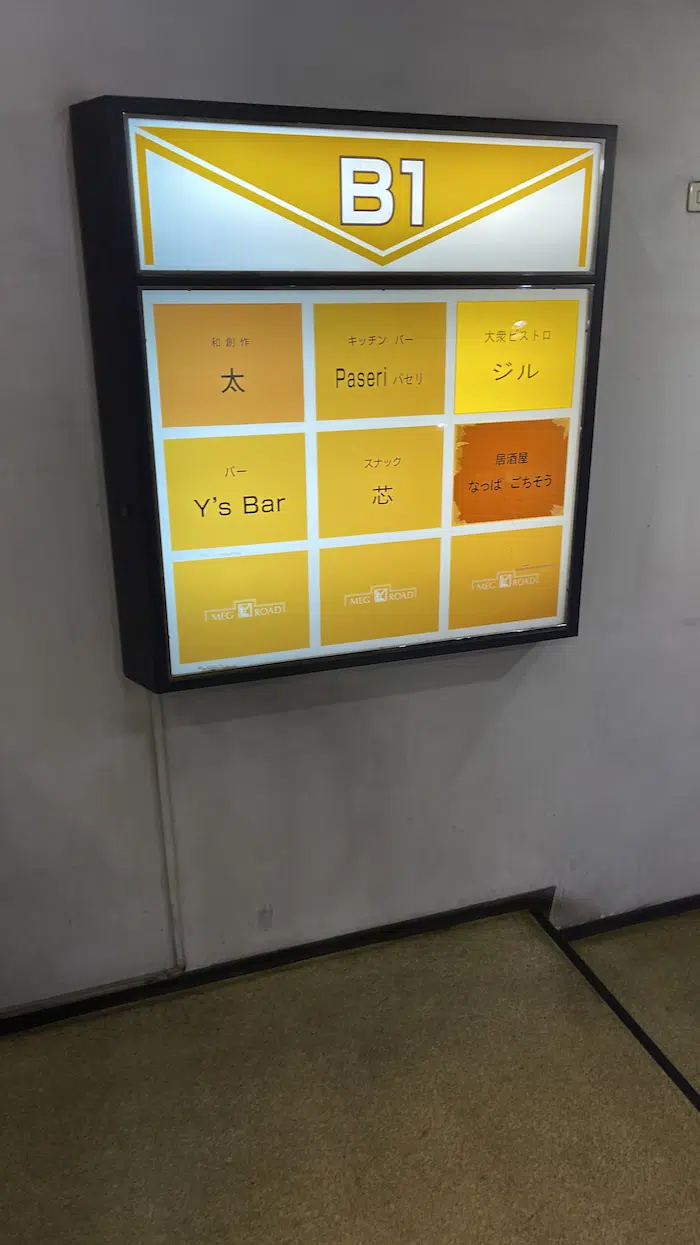 B1
和創作
太
キッチン バー
Paseri パセリ
大衆ビストロ
ジル
バー
Y's Bar
スナック
芯
居酒屋
なっぱ ごちそう
MEG ROAD
MEG ROAD
MEG ROAD